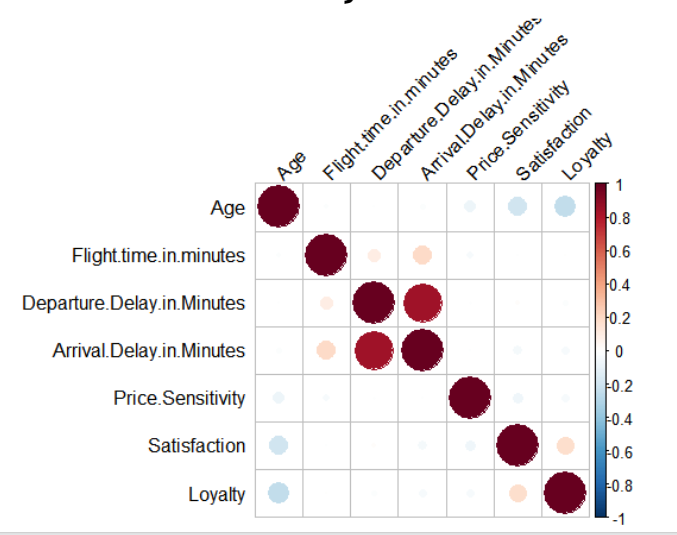 Age
Flight.time.in.minutes
Departure.Delay.in.Minutes
Arrival.Delay.in.Minutes
Price.Sensitivity
Satisfaction
Loyalty
Age
Flight.time.in.minutes
Departure.Delay.in.Minutes
Arrival.Delay.in.Minutes
Price.Sensitivity
Satisfaction
Loyalty
1
0.8
0.6
0.4
0.2
0
-0.2
-0.4
-0.6
-0.8
-1